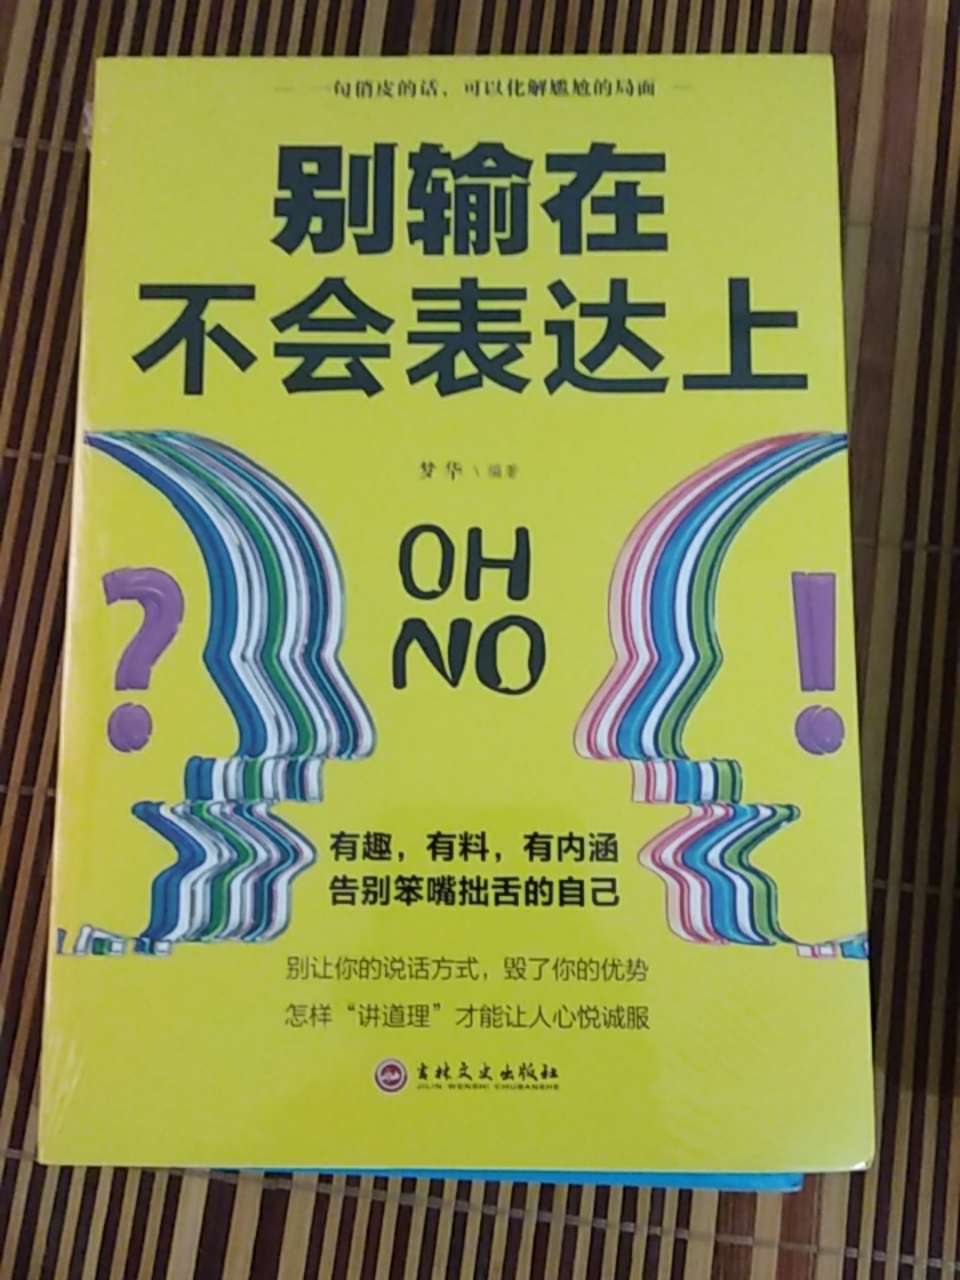 一句俏皮的话，可以化解尴尬的局面
别输在
不会表达上
梦华 \ 编著
OH
NO
? !
有趣，有料，有内涵
告别笨嘴拙舌的自己
别让你的说话方式，毁了你的优势
怎样“讲道理”才能让人心悦诚服
吉林文史出版社
JILIN WENSHI CHUBANSHE